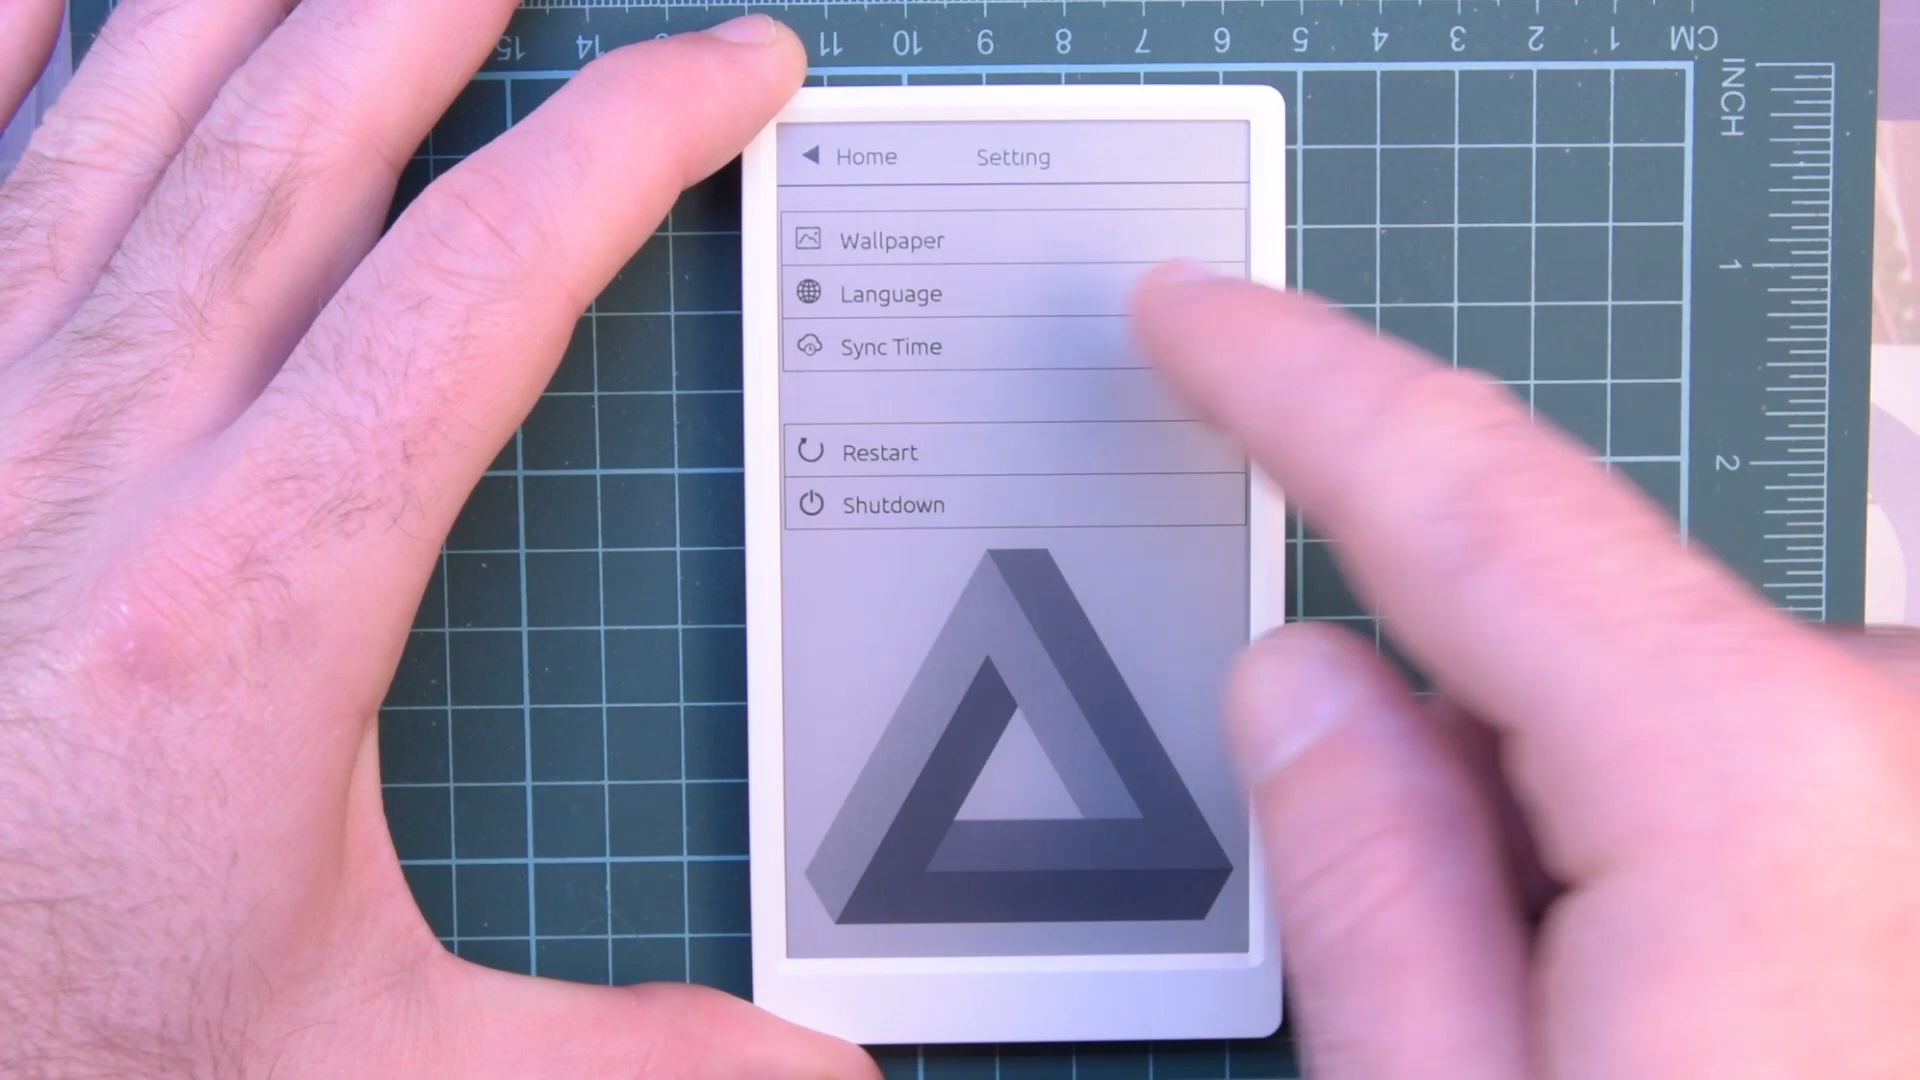 15 14 11 10 9 8 7 6 5 4 3 2 1 CM
INCH
1
2
Home Setting
Wallpaper
Language
Sync Time
Restart
Shutdown